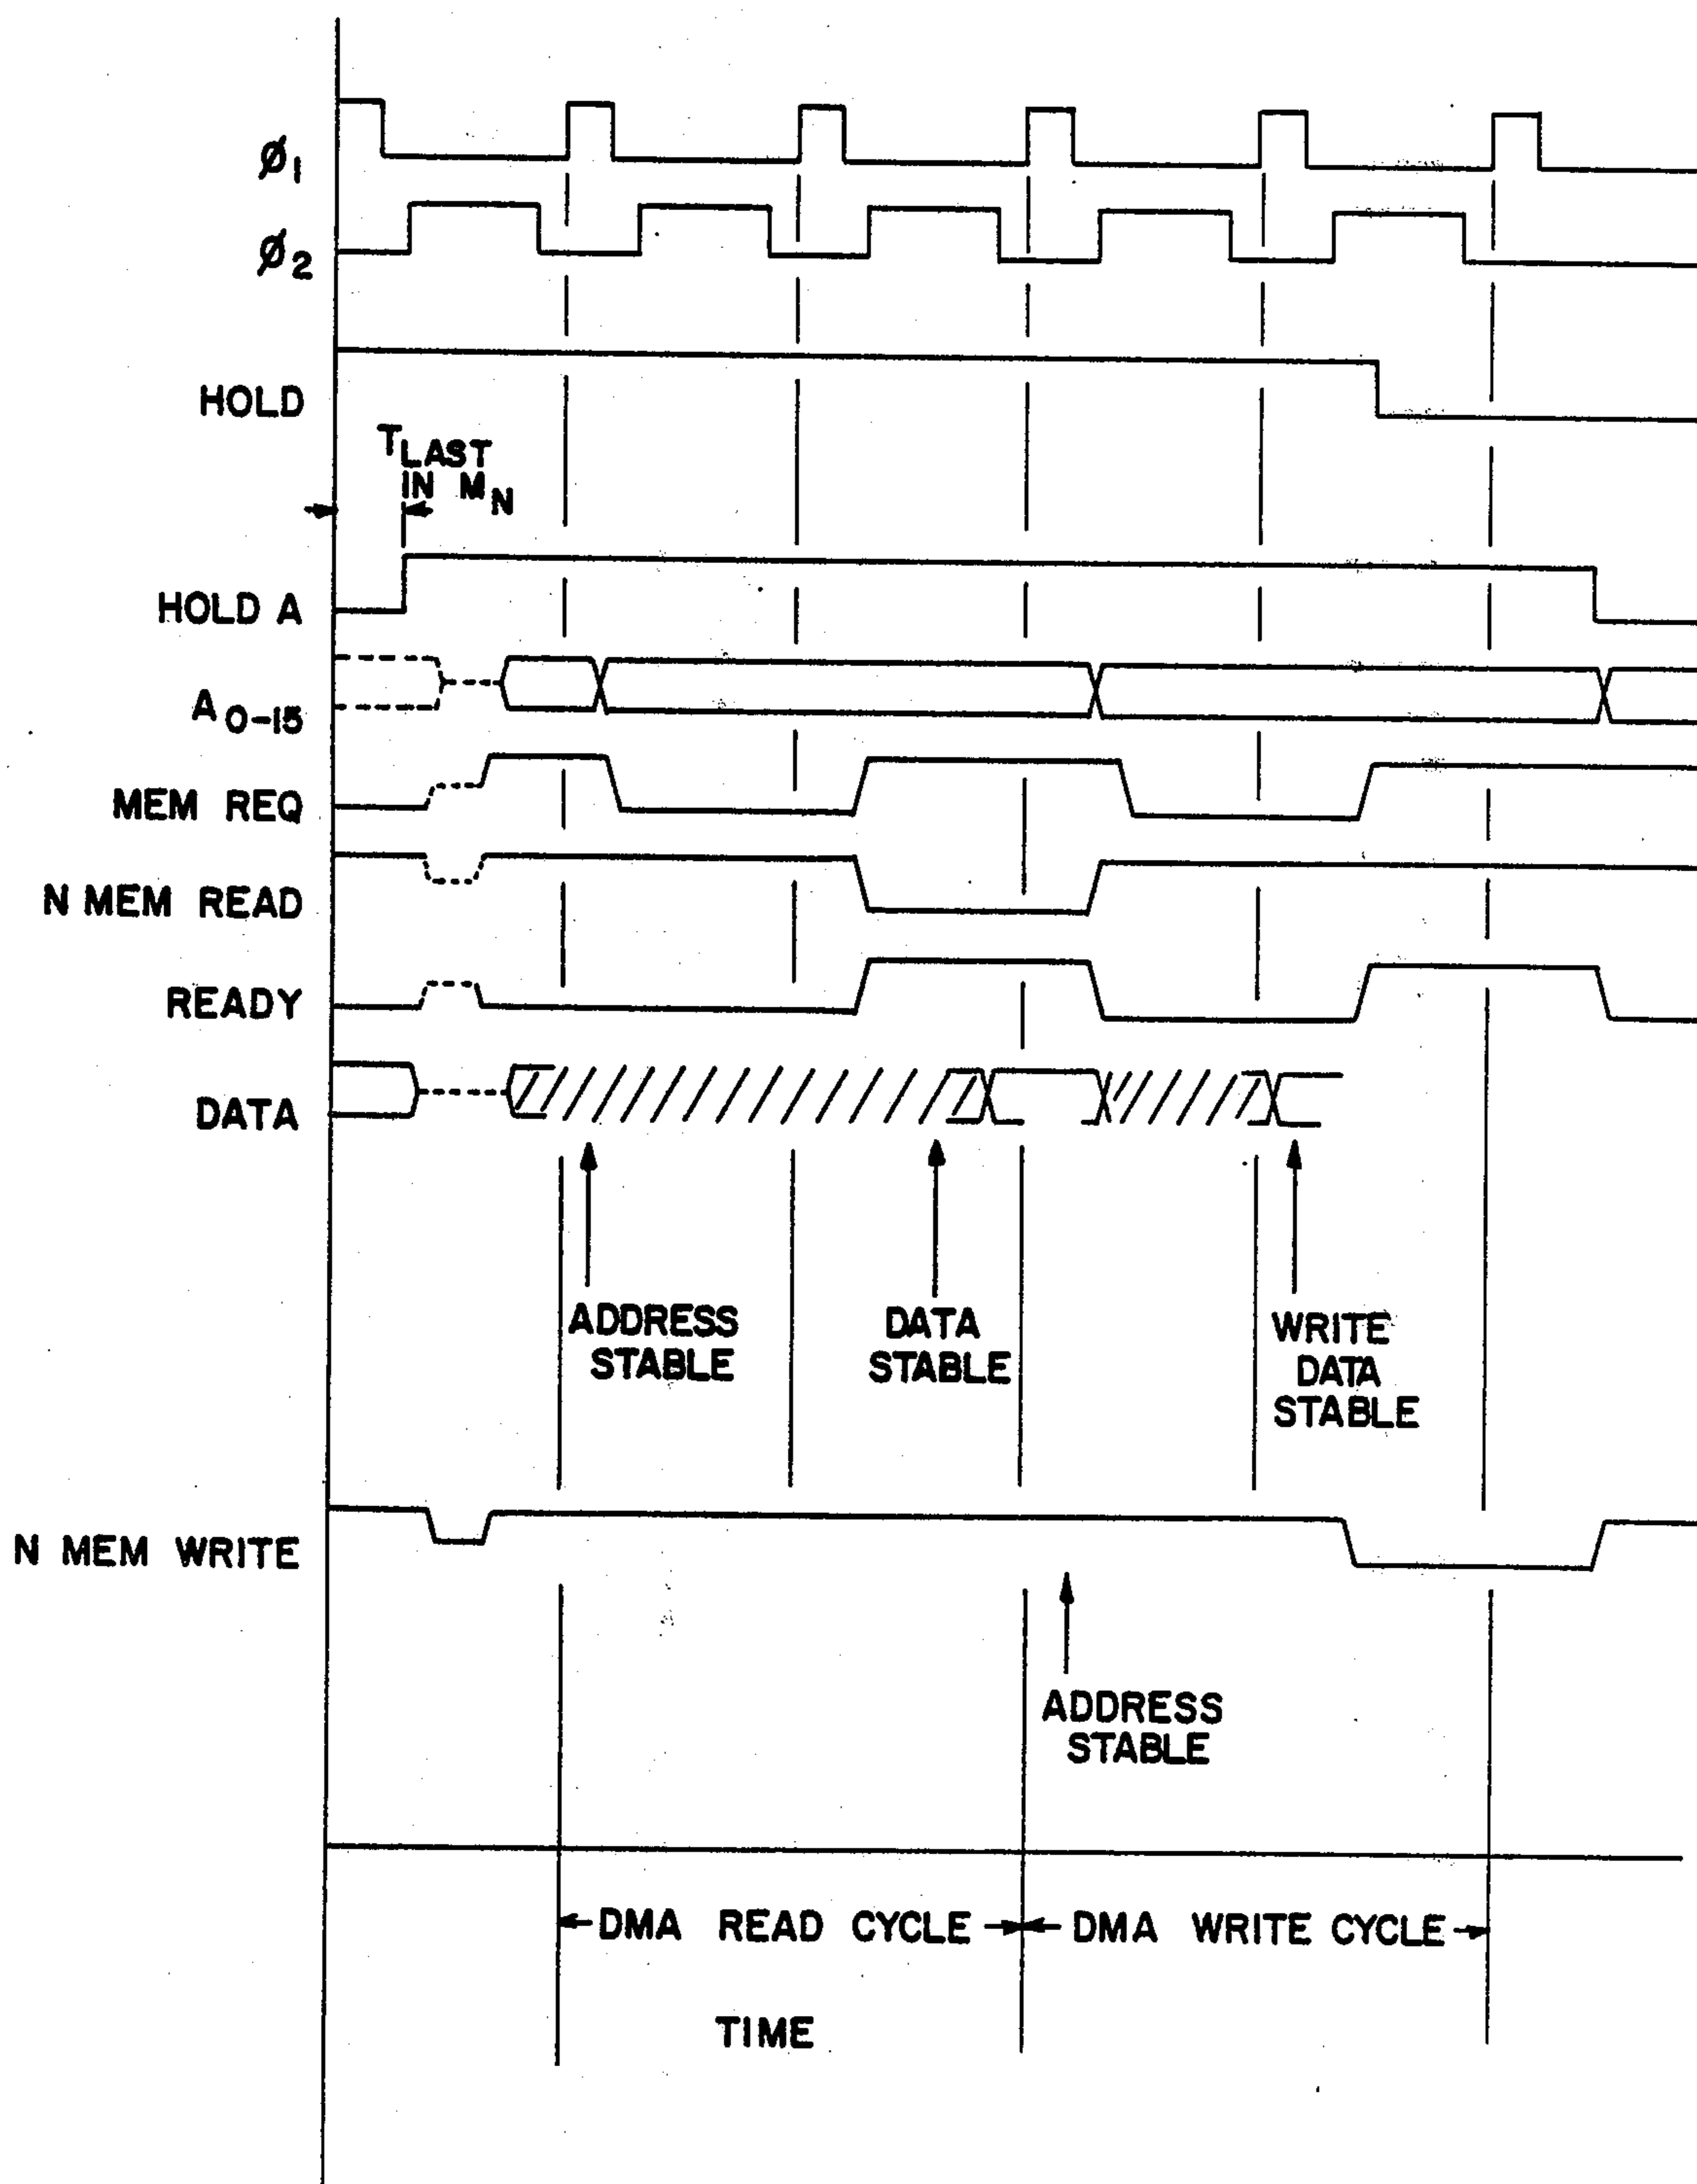 Ø1
Ø2
HOLD
TLAST
IN MN
HOLD A
A0-15
MEM REQ
N MEM READ
READY
DATA
ADDRESS
STABLE
DATA
STABLE
WRITE
DATA
STABLE
N MEM WRITE
ADDRESS
STABLE
DMA READ CYCLE
DMA WRITE CYCLE
TIME